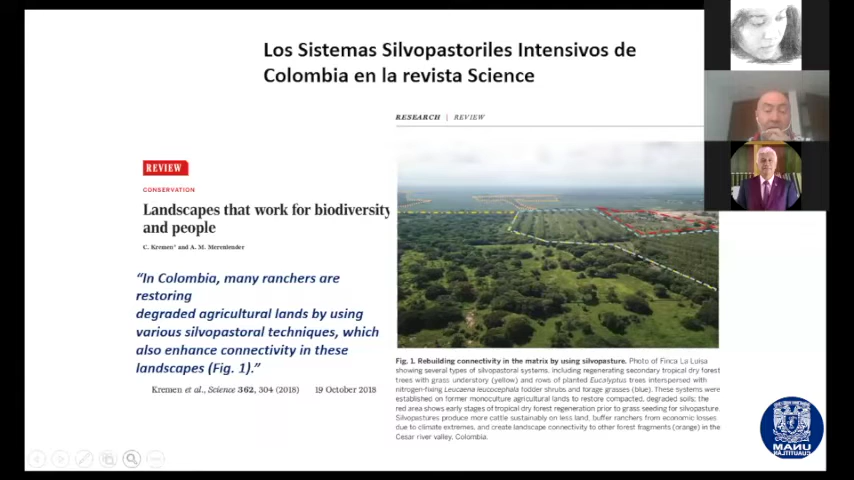 Los Sistemas Silvopastoriles Intensivos de
Colombia en la revista Science
RESEARCH | REVIEW
REVIEW
CONSERVATION
Landscapes that work for biodiversity
and people
C. Kremen* and A. M. Merenlender
“In Colombia, many ranchers are
restoring
degraded agricultural lands by using
various silvopastoral techniques, which
also enhance connectivity in these
landscapes (Fig. 1).”
Kremen et al., Science 362, 304 (2018) 19 October 2018
Fig. 1. Rebuilding connectivity in the matrix by using silvopasture. Photo of Finca La Luisa
showing several types of silvopastoral systems, including regenerating secondary tropical dry forest
trees with grass understory (yellow) and rows of planted Eucalyptus trees interspersed with
nitrogen-fixing Leucaena leucocephala fodder shrubs and forage grasses (blue). These systems were
established on former monoculture agricultural lands to restore compacted, degraded soils; the
red area shows early stages of tropical dry forest regeneration prior to grass seeding for silvopasture.
Silvopastures produce more cattle sustainably on less land, buffer ranchers from economic losses
due to climate extremes, and create landscape connectivity to other forest fragments (orange) in the
Cesar river valley, Colombia.
UNAM
CUAUTITLÁN